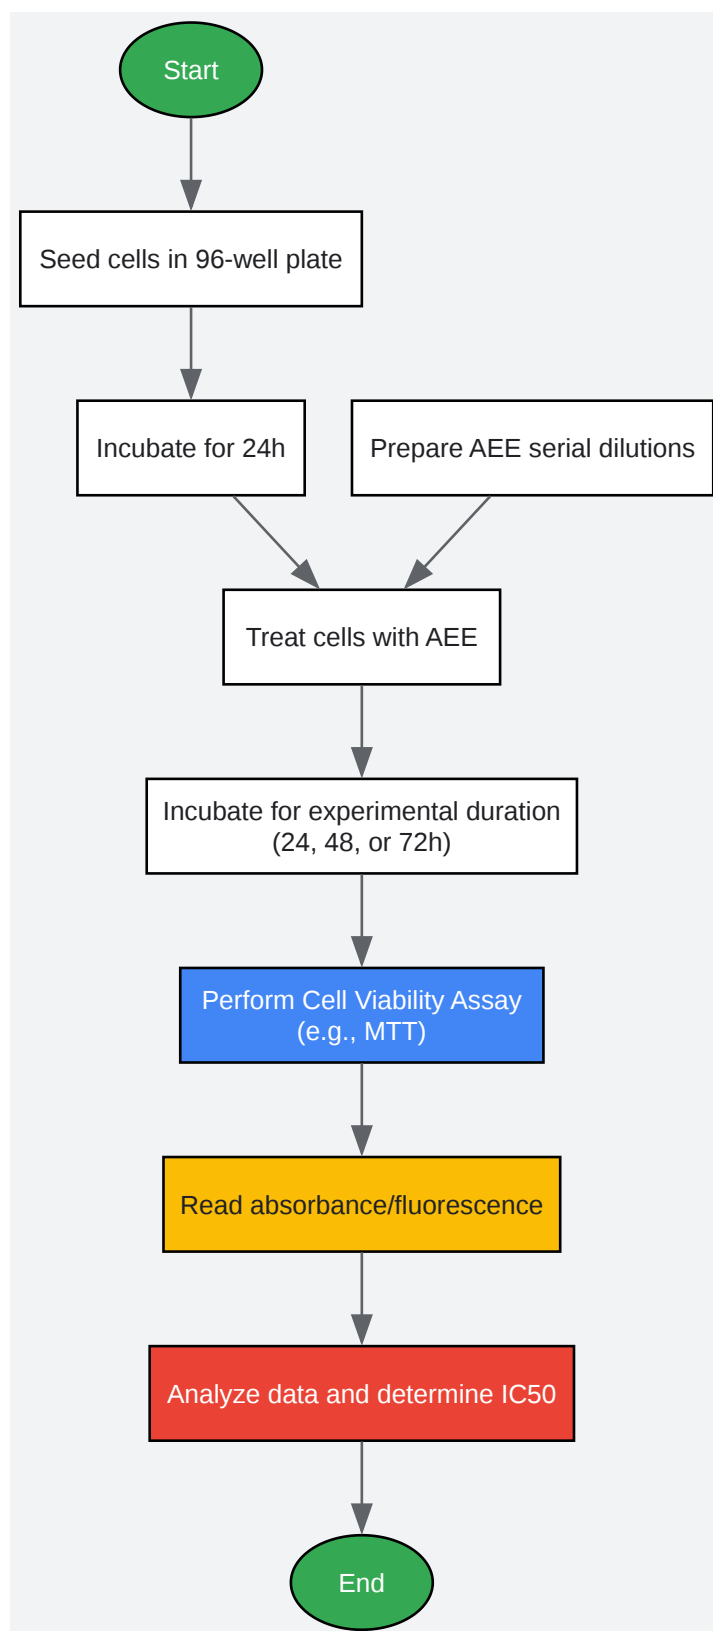 Start
Seed cells in 96-well plate
Incubate for 24h
Prepare AEE serial dilutions
Treat cells with AEE
Incubate for experimental duration
(24, 48, or 72h)
Perform Cell Viability Assay
(e.g., MTT)
Read absorbance/fluorescence
Analyze data and determine IC50
End